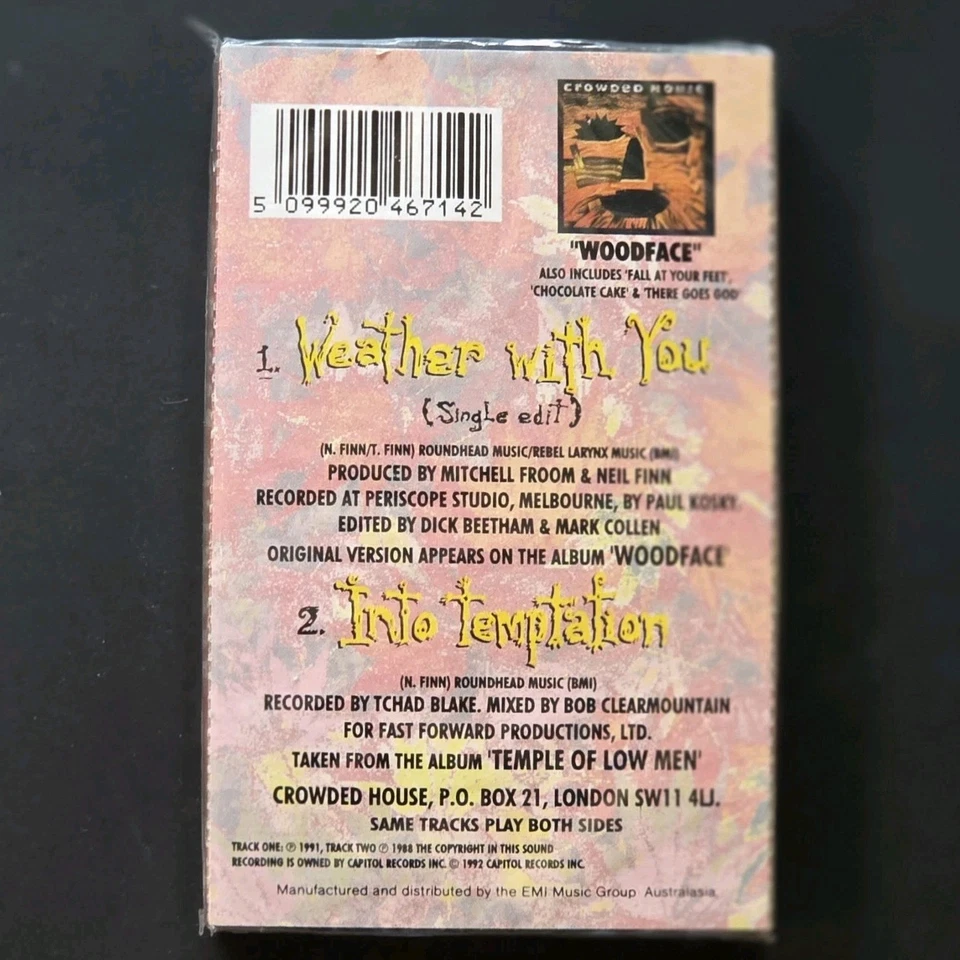 5 099920 467142
CROWDED HOUSE
"WOODFACE"
ALSO INCLUDES 'FALL AT YOUR FEET',
'CHOCOLATE CAKE' & 'THERE GOES GOD'
1. Weather with You
(Single edit)
(N. FINN/T. FINN) ROUNDHEAD MUSIC/REBEL LARYNX MUSIC (BMI)
PRODUCED BY MITCHELL FROOM & NEIL FINN
RECORDED AT PERISCOPE STUDIO, MELBOURNE, BY PAUL KOSKY.
EDITED BY DICK BEETHAM & MARK COLLEN
ORIGINAL VERSION APPEARS ON THE ALBUM 'WOODFACE'
2. Into Temptation
(N. FINN) ROUNDHEAD MUSIC (BMI)
RECORDED BY TCHAD BLAKE. MIXED BY BOB CLEARMOUNTAIN
FOR FAST FORWARD PRODUCTIONS, LTD.
TAKEN FROM THE ALBUM 'TEMPLE OF LOW MEN'
CROWDED HOUSE, P.O. BOX 21, LONDON SW11 4LJ.
SAME TRACKS PLAY BOTH SIDES
TRACK ONE: ℗ 1991, TRACK TWO ℗ 1988 THE COPYRIGHT IN THIS SOUND
RECORDING IS OWNED BY CAPITOL RECORDS INC. © 1992 CAPITOL RECORDS INC.
Manufactured and distributed by the EMI Music Group Australasia.